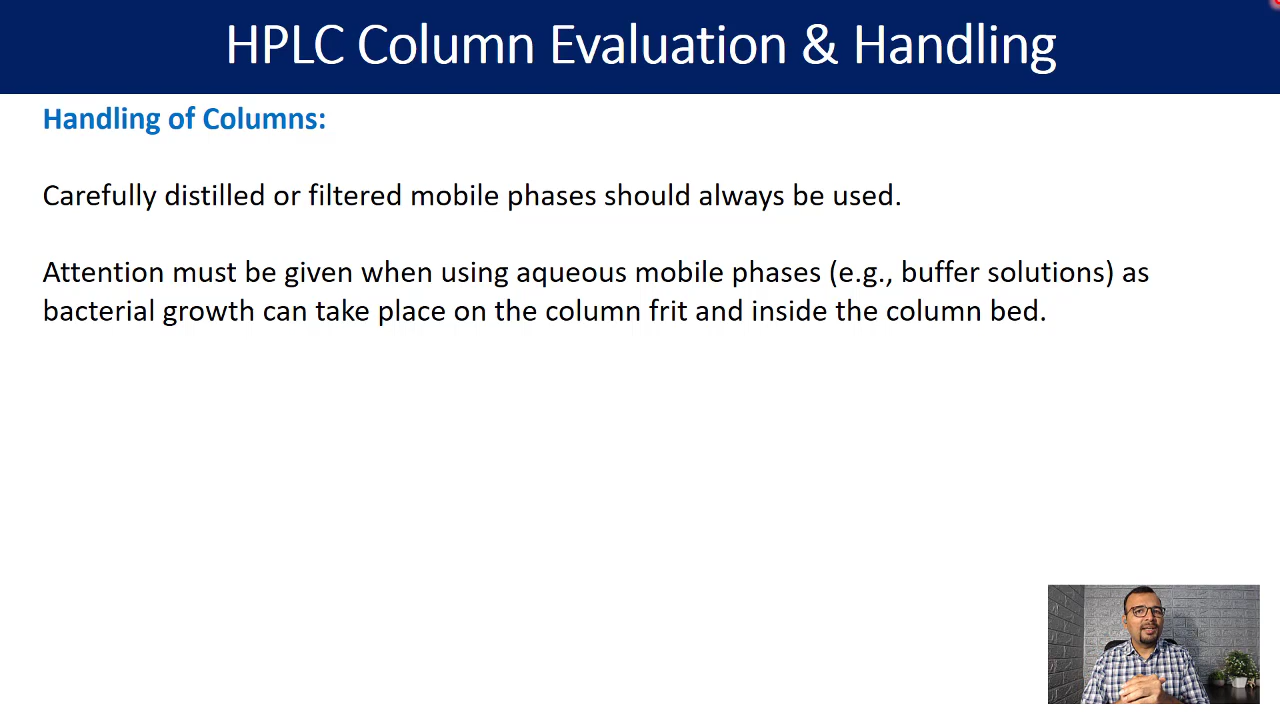 HPLC Column Evaluation & Handling
Handling of Columns:
Carefully distilled or filtered mobile phases should always be used.
Attention must be given when using aqueous mobile phases (e.g., buffer solutions) as
bacterial growth can take place on the column frit and inside the column bed.